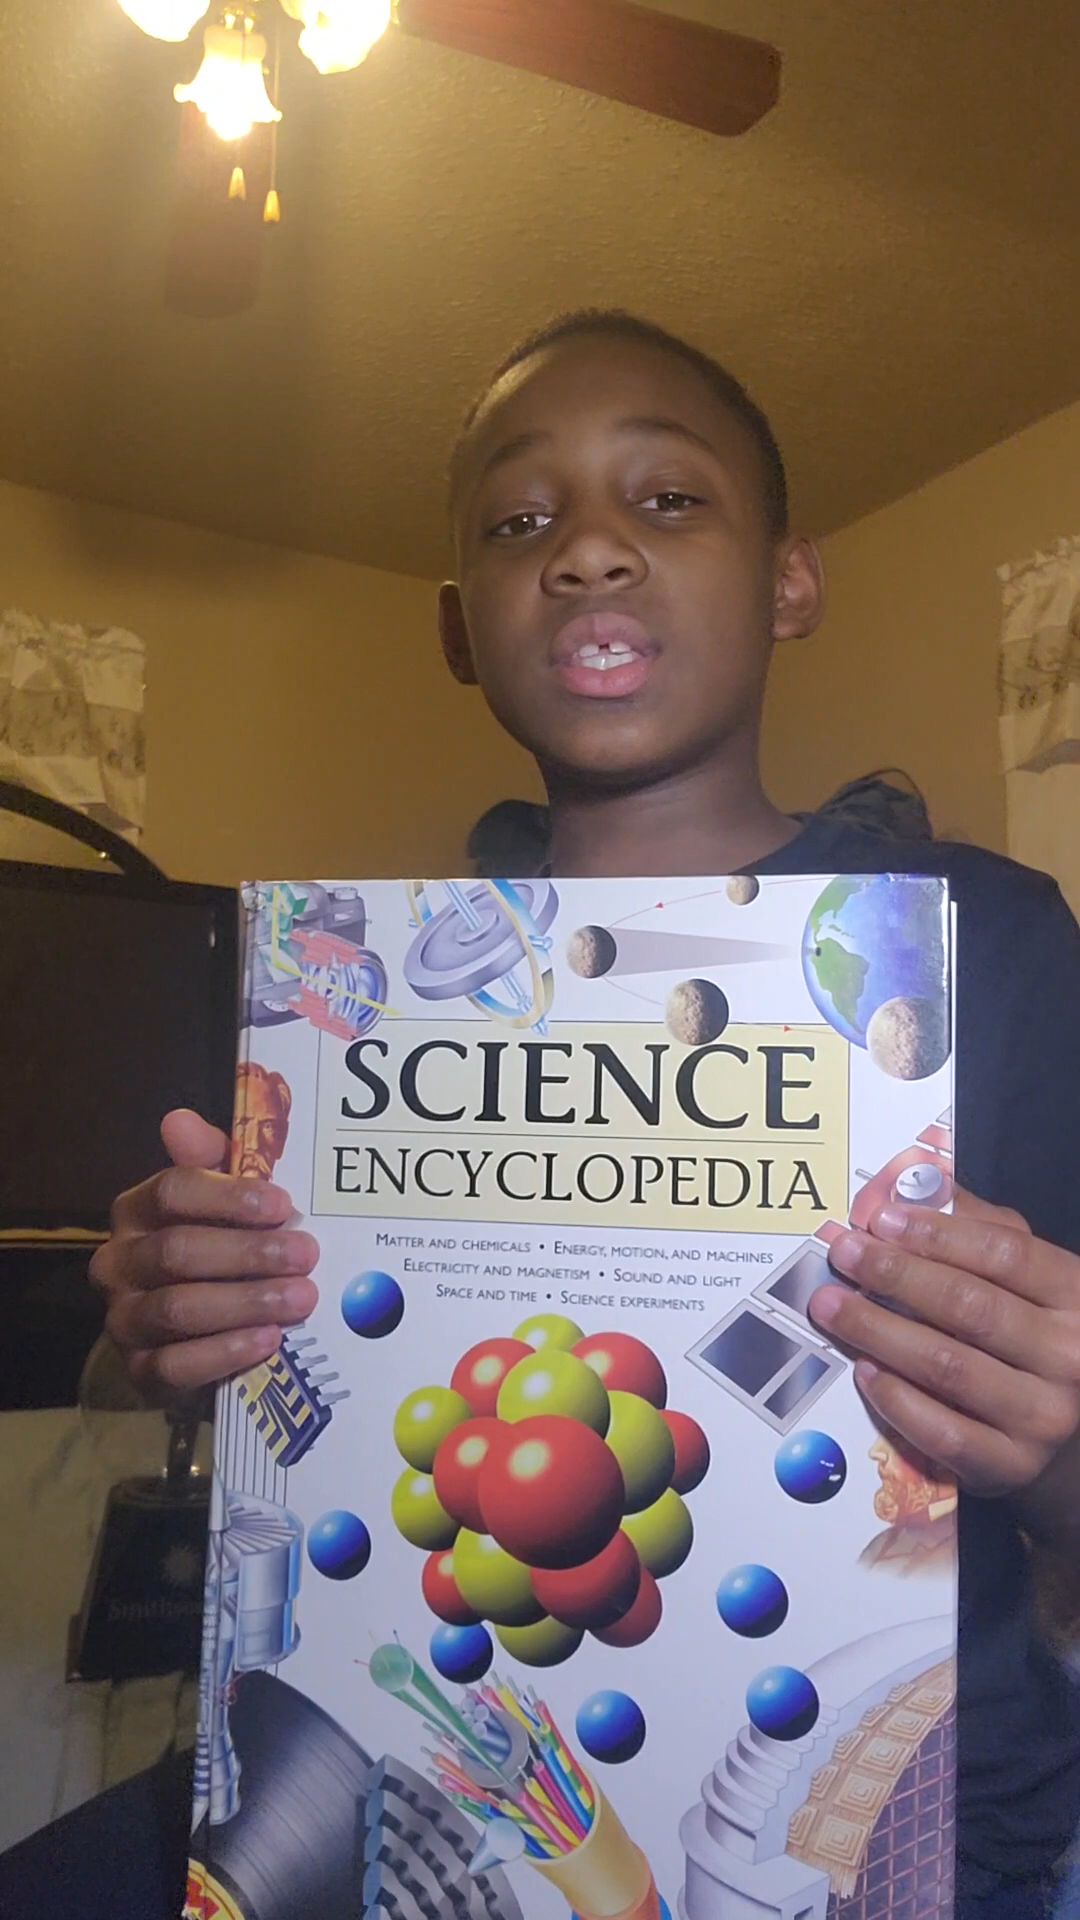 SCIENCE
ENCYCLOPEDIA
MATTER AND CHEMICALS • ENERGY, MOTION, AND MACHINES
ELECTRICITY AND MAGNETISM • SOUND AND LIGHT
SPACE AND TIME • SCIENCE EXPERIMENTS